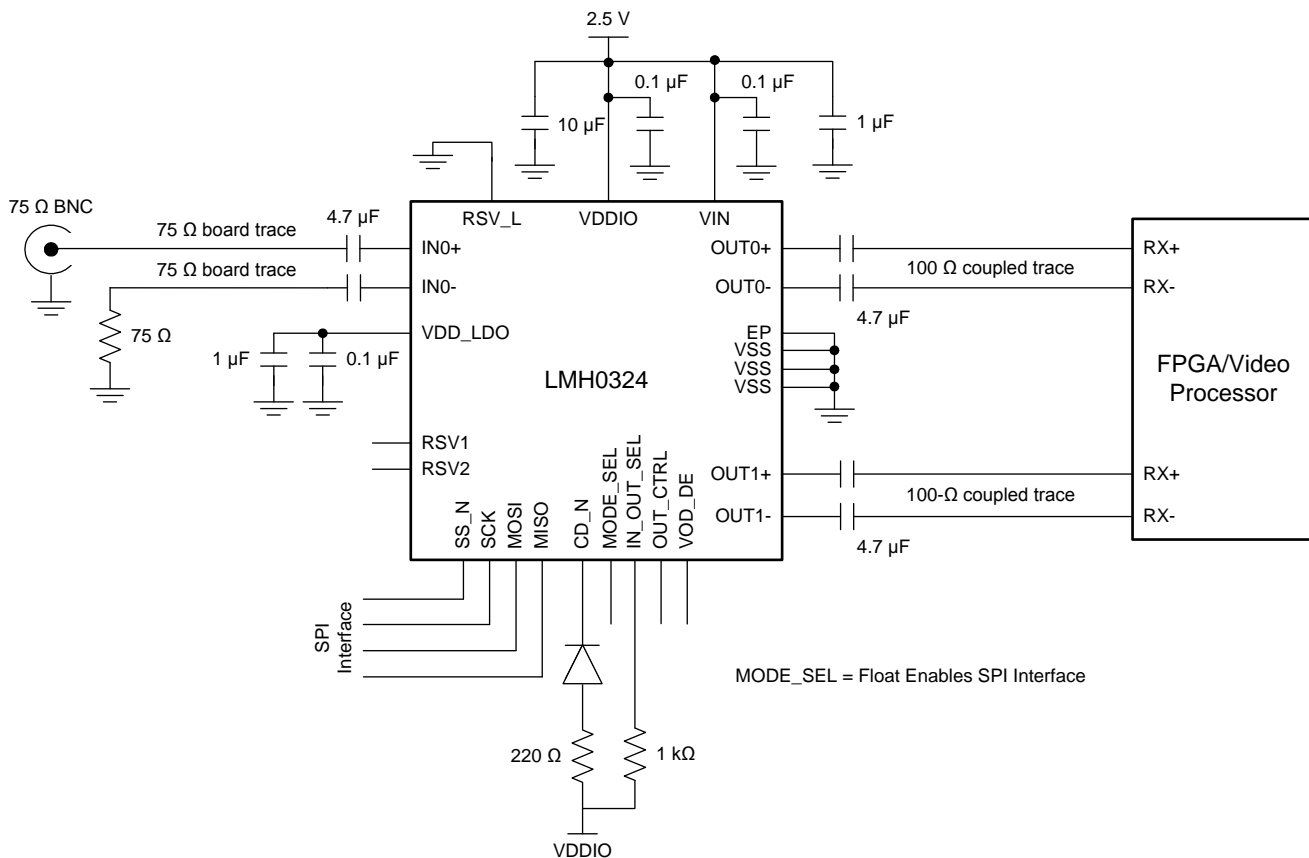 2.5 V
0.1 µF
0.1 µF
10 µF
1 µF
75 Ω BNC
75 Ω board trace
4.7 µF
75 Ω board trace
RSV_L
VDDIO
VIN
IN0+
IN0-
VDD_LDO
75 Ω
1 µF
0.1 µF
LMH0324
OUT0+
OUT0-
100 Ω coupled trace
4.7 µF
RX+
RX-
EP
VSS
VSS
VSS
FPGA/Video
Processor
RSV1
RSV2
OUT1+
OUT1-
100-Ω coupled trace
4.7 µF
RX+
RX-
SS_N
SCK
MOSI
MISO
CD_N
MODE_SEL
IN_OUT_SEL
OUT_CTRL
VOD_DE
SPI
Interface
MODE_SEL = Float Enables SPI Interface
220 Ω
1 kΩ
VDDIO